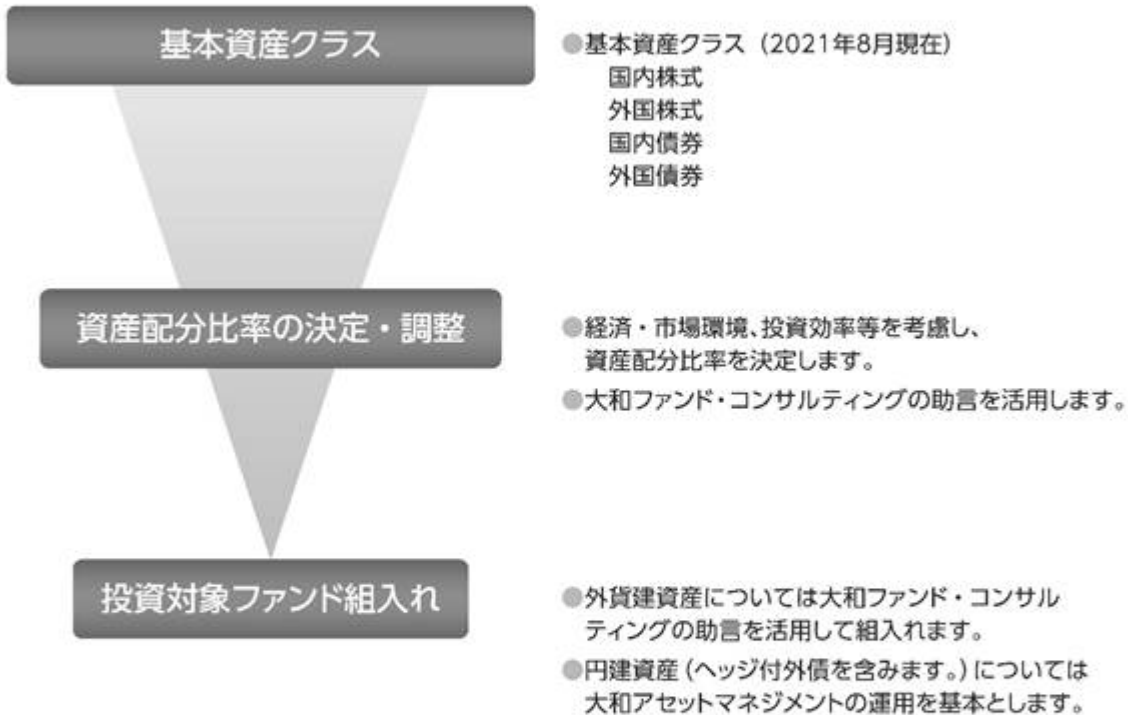 基本資産クラス
●基本資産クラス（2021年8月現在）
国内株式
外国株式
国内債券
外国債券
資産配分比率の決定・調整
●経済・市場環境、投資効率等を考慮し、
資産配分比率を決定します。
●大和ファンド・コンサルティングの助言を活用します。
投資対象ファンド組入れ
●外貨建資産については大和ファンド・コンサル
ティングの助言を活用して組入れます。
●円建資産（ヘッジ付外債を含みます。）については
大和アセットマネジメントの運用を基本とします。